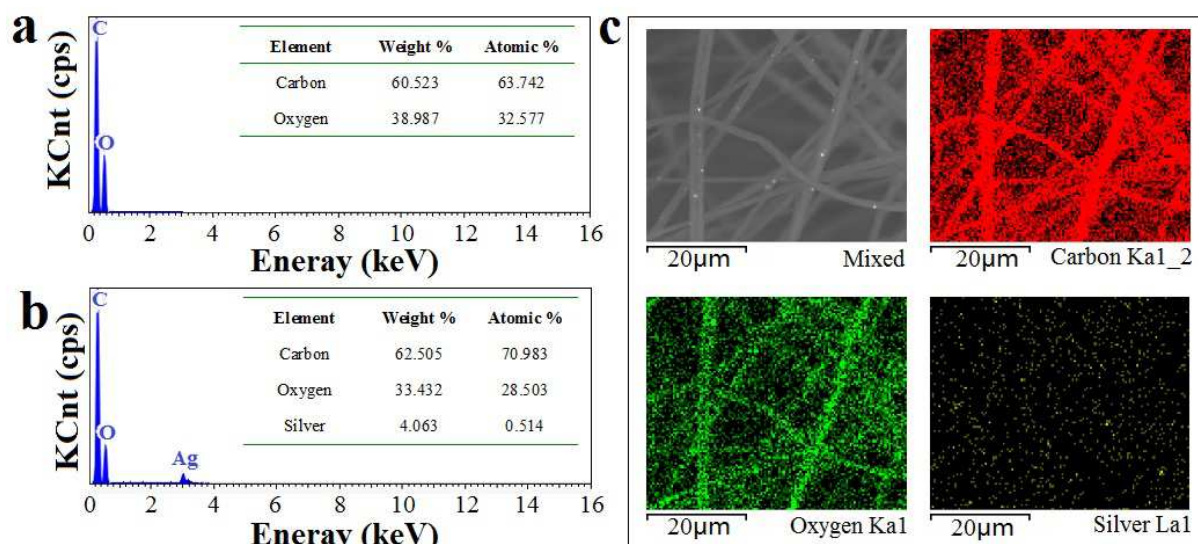 a
KCnt (cps)
C
O
Element Weight % Atomic %
Carbon 60.523 63.742
Oxygen 38.987 32.577
0 2 4 6 8 10 12 14 16
Eneray (keV)
b
KCnt (cps)
C
O
Ag
Element Weight % Atomic %
Carbon 62.505 70.983
Oxygen 33.432 28.503
Silver 4.063 0.514
0 2 4 6 8 10 12 14 16
Eneray (keV)
c
20μm Mixed
20μm Carbon Ka1_2
20μm Oxygen Ka1
20μm Silver La1